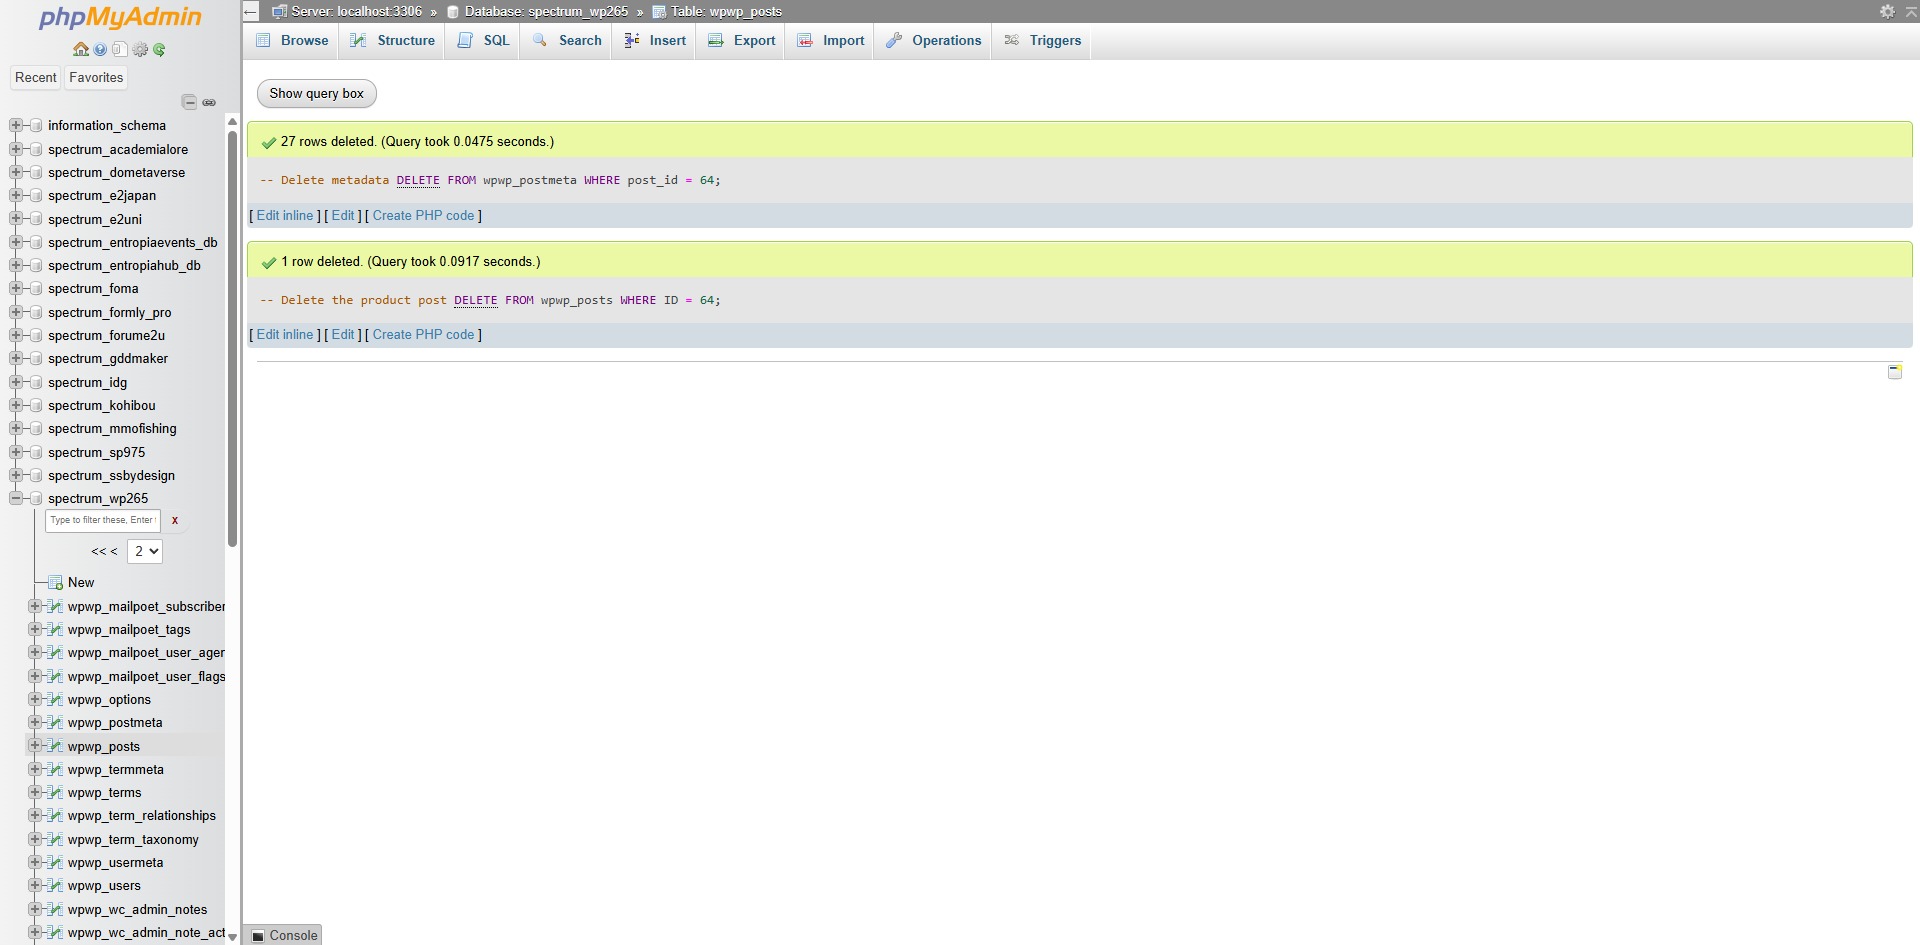 phpMyAdmin
Recent Favorites
information_schema
spectrum_academialore
spectrum_dometaverse
spectrum_e2japan
spectrum_e2uni
spectrum_entropiaevents_db
spectrum_entropiahub_db
spectrum_foma
spectrum_formly_pro
spectrum_forume2u
spectrum_gddmaker
spectrum_idg
spectrum_kohibou
spectrum_mmofishing
spectrum_sp975
spectrum_ssbydesign
spectrum_wp265
Type to filter these, Enter X
<< < 2
New
wpwp_mailpoet_subscriber
wpwp_mailpoet_tags
wpwp_mailpoet_user_ager
wpwp_mailpoet_user_flags
wpwp_options
wpwp_postmeta
wpwp_posts
wpwp_termmeta
wpwp_terms
wpwp_term_relationships
wpwp_term_taxonomy
wpwp_usermeta
wpwp_users
wpwp_wc_admin_notes
wpwp_wc_admin_note_act
Server: localhost:3306 » Database: spectrum_wp265 » Table: wpwp_posts
Browse Structure SQL Search Insert Export Import Operations Triggers
Show query box
27 rows deleted. (Query took 0.0475 seconds.)
-- Delete metadata DELETE FROM wpwp_postmeta WHERE post_id = 64;
[ Edit inline ] [ Edit ] [ Create PHP code ]
1 row deleted. (Query took 0.0917 seconds.)
-- Delete the product post DELETE FROM wpwp_posts WHERE ID = 64;
[ Edit inline ] [ Edit ] [ Create PHP code ]
Console